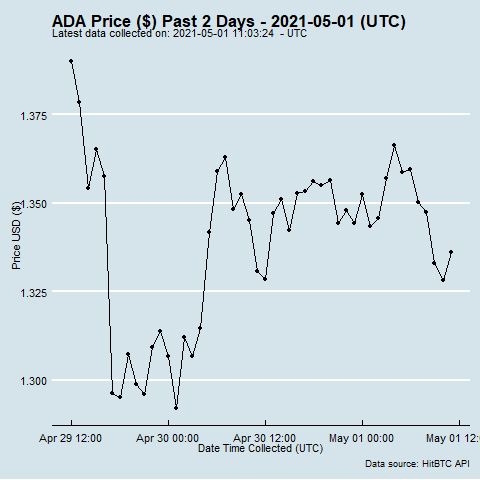 ADA Price ($) Past 2 Days - 2021-05-01 (UTC)
Latest data collected on: 2021-05-01 11:03:24  - UTC
1.375
1.350
1.325
1.300
Price USD ($)
Apr 29 12:00 Apr 30 00:00 Apr 30 12:00 May 01 00:00 May 01 12:
Date Time Collected (UTC)
Data source: HitBTC API